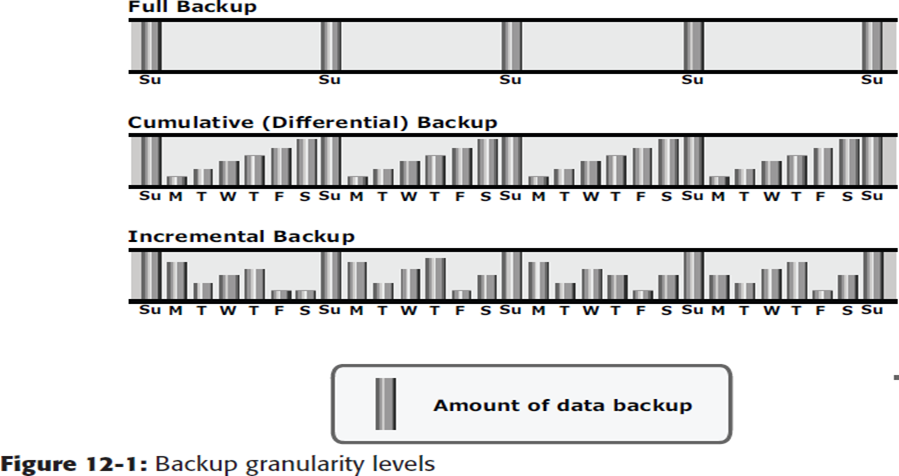 Full Backup
Su Su Su Su Su
Cumulative (Differential) Backup
Su M T W T F S Su M T W T F S Su M T W T F S Su M T W T F S Su
Incremental Backup
Su M T W T F S Su M T W T F S Su M T W T F S Su M T W T F S Su
Amount of data backup
Figure 12-1: Backup granularity levels